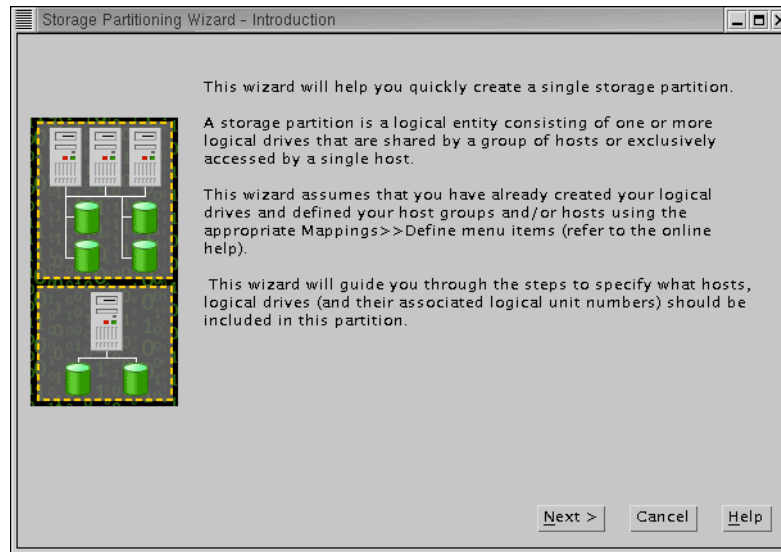 Storage Partitioning Wizard - Introduction
This wizard will help you quickly create a single storage partition.
A storage partition is a logical entity consisting of one or more
logical drives that are shared by a group of hosts or exclusively
accessed by a single host.
This wizard assumes that you have already created your logical
drives and defined your host groups and/or hosts using the
appropriate Mappings>>Define menu items (refer to the online
help).
This wizard will guide you through the steps to specify what hosts,
logical drives (and their associated logical unit numbers) should be
included in this partition.
Next > Cancel Help